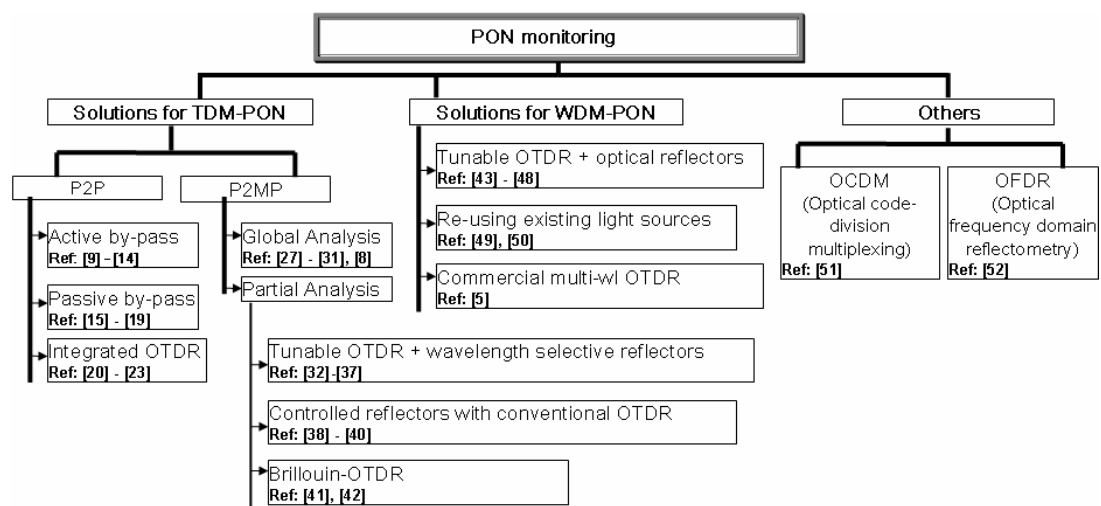 PON monitoring
Solutions for TDM-PON
Solutions for WDM-PON
Others
P2P
P2MP
Active by-pass
Ref: [9] -[14]
Passive by-pass
Ref: [15] - [19]
Integrated OTDR
Ref: [20] - [23]
Global Analysis
Ref: [27] - [31], [8]
Partial Analysis
Tunable OTDR + wavelength selective reflectors
Ref: [32]-[37]
Controlled reflectors with conventional OTDR
Ref: [38] - [40]
Brillouin-OTDR
Ref: [41], [42]
Tunable OTDR + optical reflectors
Ref: [43] - [48]
Re-using existing light sources
Ref: [49], [50]
Commercial multi-wl OTDR
Ref: [5]
OCDM
(Optical code-
division
multiplexing)
Ref: [51]
OFDR
(Optical
frequency domain
reflectometry)
Ref: [52]